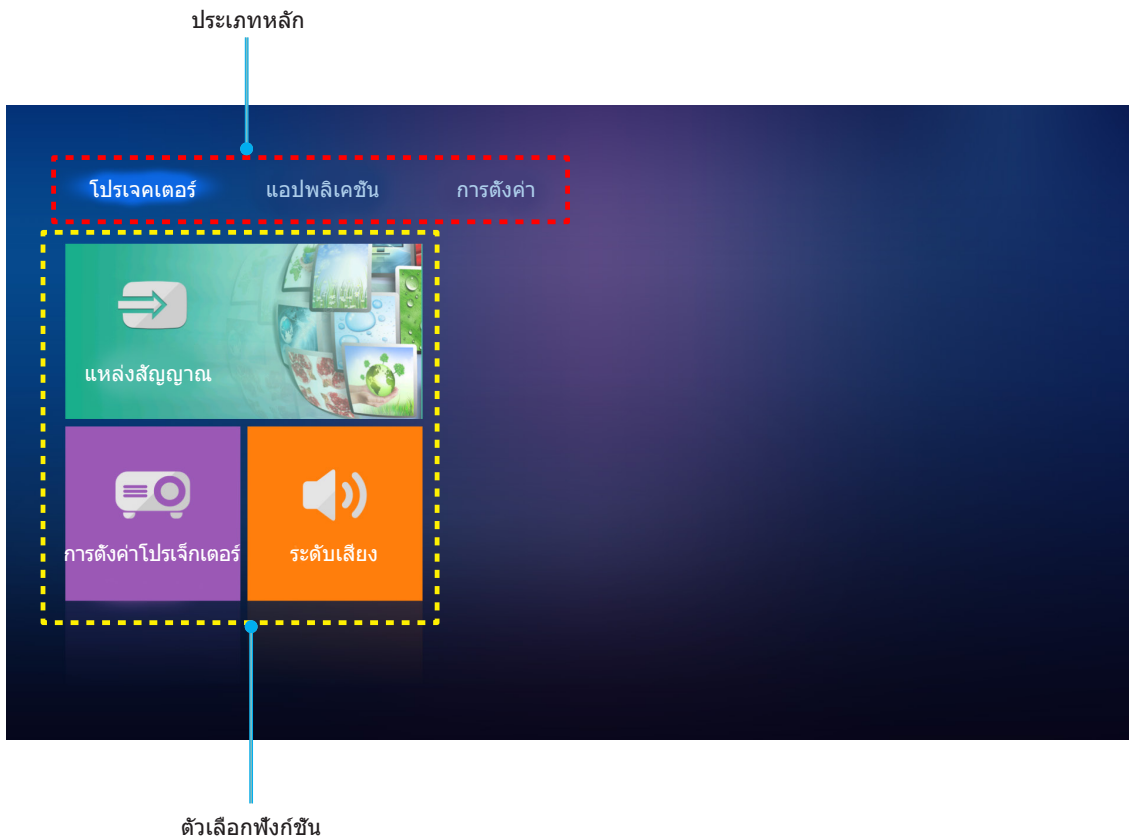 ประเภทหลัก
โปรเจคเตอร์ แอปพลิเคชัน การตั้งค่า
แหล่งสัญญาณ
การตั้งค่าโปรเจ็กเตอร์ ระดับเสียง
ตัวเลือกฟังก์ชัน